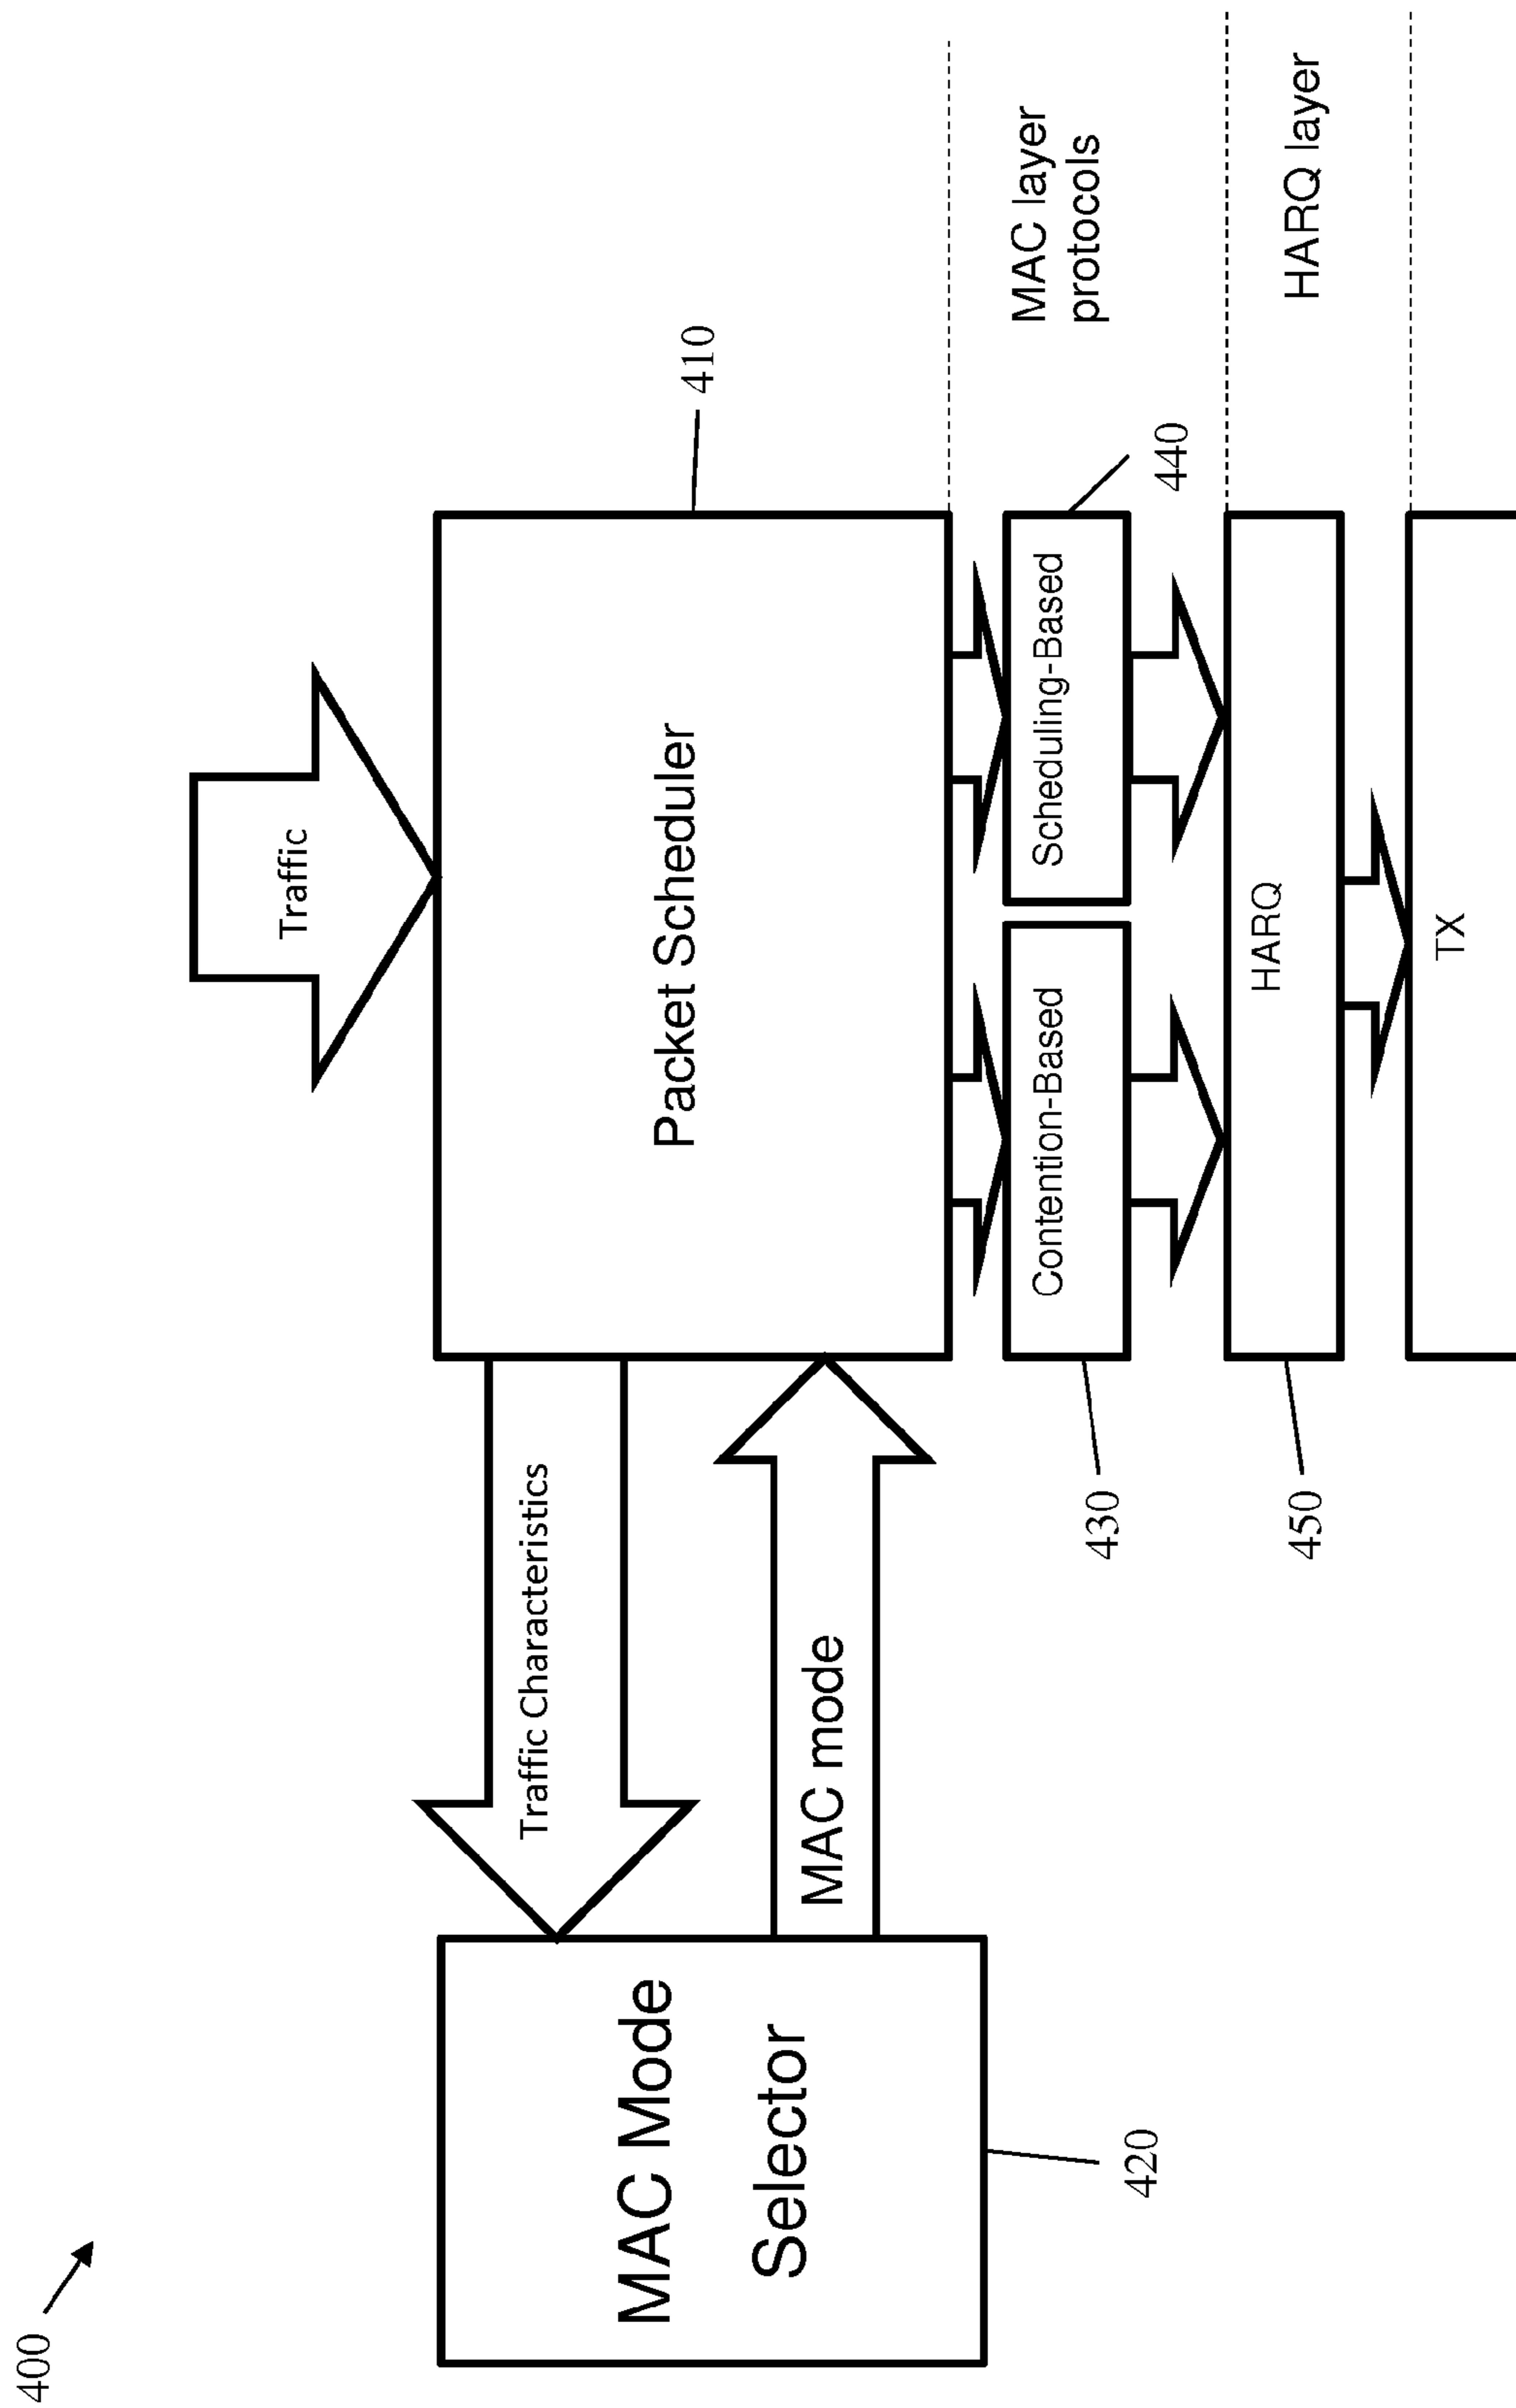 400
Traffic
410
Packet Scheduler
Traffic Characteristics
MAC mode
MAC Mode
Selector
420
Contention-Based
Scheduling-Based
430
440
MAC layer
protocols
HARQ
450
HARQ layer
TX